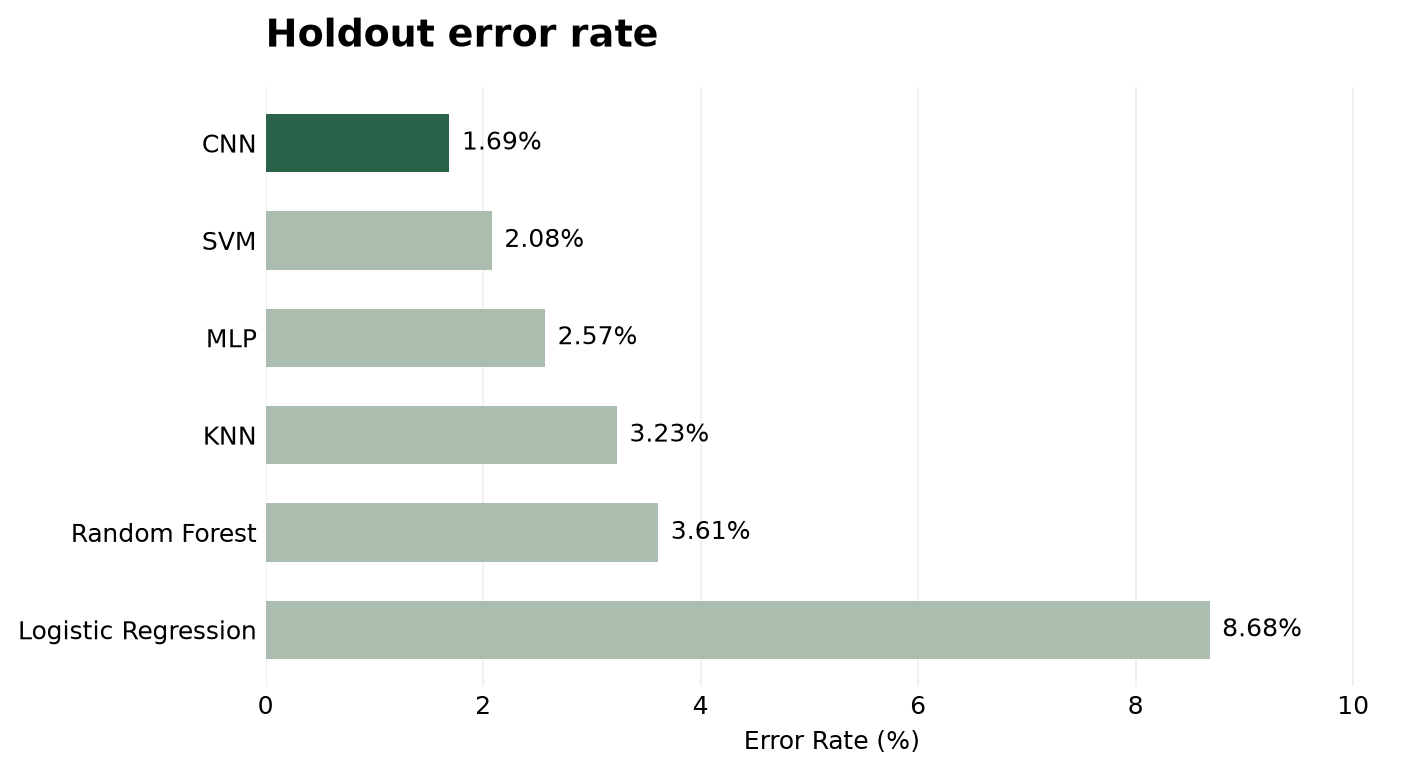 Holdout error rate
CNN 1.69%
SVM 2.08%
MLP 2.57%
KNN 3.23%
Random Forest 3.61%
Logistic Regression 8.68%
0 2 4 6 8 10
Error Rate (%)